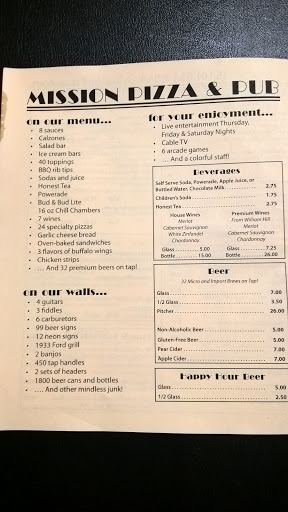 MISSION PIZZA & PUB
on our menu...
• 8 sauces
• Calzones
• Salad bar
• Ice cream bars
• 40 toppings
• BBQ rib tips
• Sodas and juice
• Honest Tea
• Powerade
• Bud & Bud Lite
16 oz Chill Chambers
• 7 wines
• 24 specialty pizzas
• Garlic cheese bread
• Oven-baked sandwiches
• 3 flavors of buffalo wings
• Chicken strips
• .... And 32 premium beers on tap!
on our walls...
• 4 guitars
• 3 fiddles
• 6 carburetors
• 99 beer signs
• 12 neon signs
• 1933 Ford grill
• 2 banjos
• 450 tap handles
• 2 sets of headers
• 1800 beer cans and bottles
• .... And other mindless junk!
for your enjoyment...
• Live entertainment Thursday,
Friday & Saturday Nights
• Cable TV
• 6 arcade games
• .... And a colorful staff!
Beverages
Self Serve Soda, Powerade, Apple Juice, or
Bottled Water, Chocolate Milk 2.75
Children's Soda 1.75
Honest Tea 2.75
House Wines
Merlot
Cabernet Sauvignon
White Zinfandel
Chardonnay
Glass 5.00
Bottle 15.00
Premium Wines
From William Hill
Merlot
Cabernet Sauvignon
Chardonnay
Glass 7.25
Bottle 26.00
Beer
32 Micro and Import Brews on Tap!
Glass 7.00
1/2 Glass 3.50
Pitcher 26.00
Non-Alcoholic Beer 5.00
Gluten-Free Beer 5.00
Pear Cider 7.00
Apple Cider 7.00
Happy Hour Beer
Glass 5.00
1/2 Glass 2.50